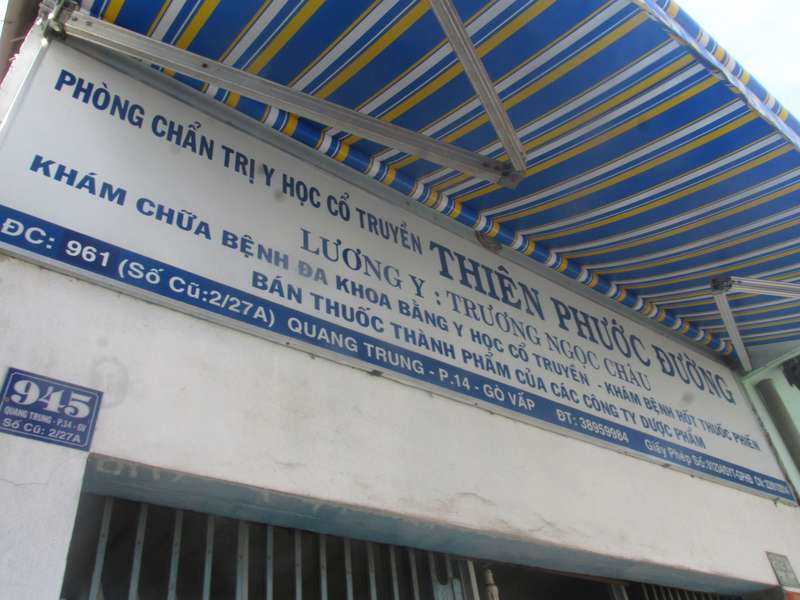 PHÒNG CHẨN TRỊ Y HỌC CỔ TRUYỀN THIÊN PHƯỚC ĐƯỜNG
LƯƠNG Y : TRƯƠNG NGỌC CHÂU
KHÁM CHỮA BỆNH ĐA KHOA BẰNG Y HỌC CỔ TRUYỀN - KHÁM BỆNH HỐT THUỐC PHIẾN
BÁN THUỐC THÀNH PHẨM CỦA CÁC CÔNG TY DƯỢC PHẨM
ĐC: 961 (Số Cũ:2/27A) QUANG TRUNG - P.14 - GÒ VẤP ĐT: 38959984 Giấy Phép Số:
945
QUANG TRUNG - P.14 - GV
Số Cũ: 2/27A